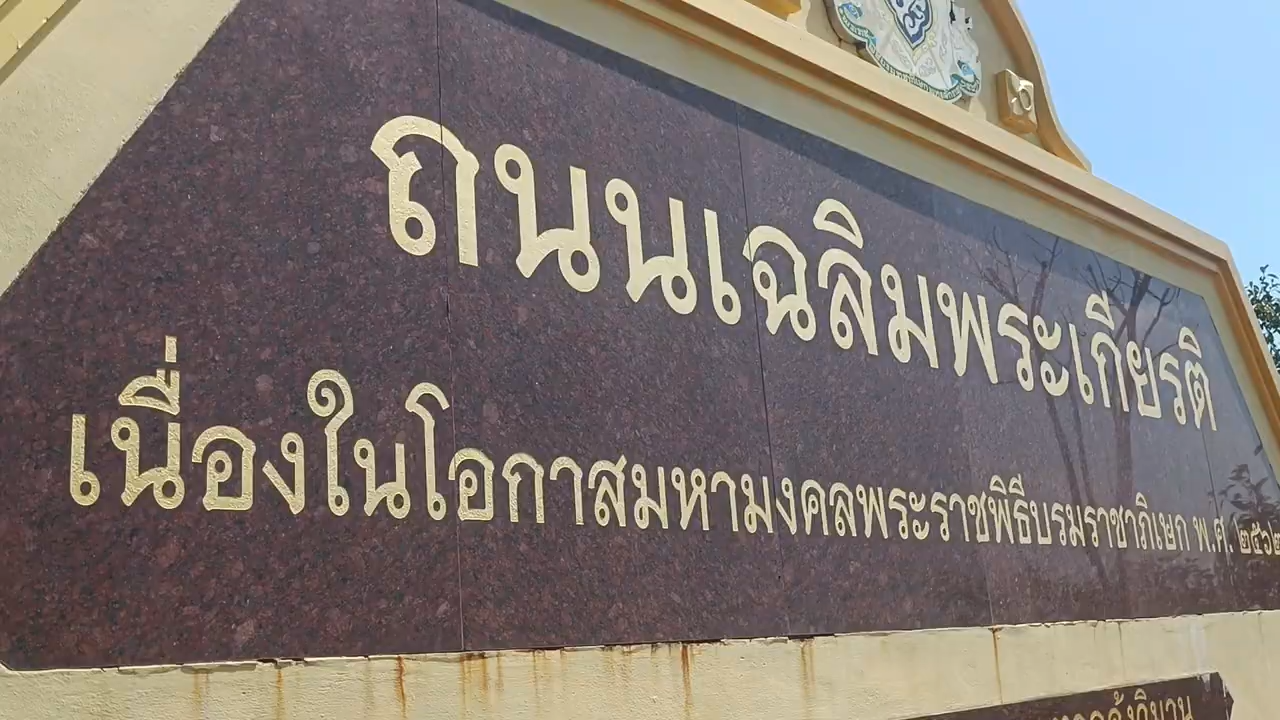 ถนนเฉลิมพระเกียรติ
เนื่องในโอกาสมหามงคลพระราชพิธีบรมราชาภิเษก พ.ศ. ๒๕๖๒